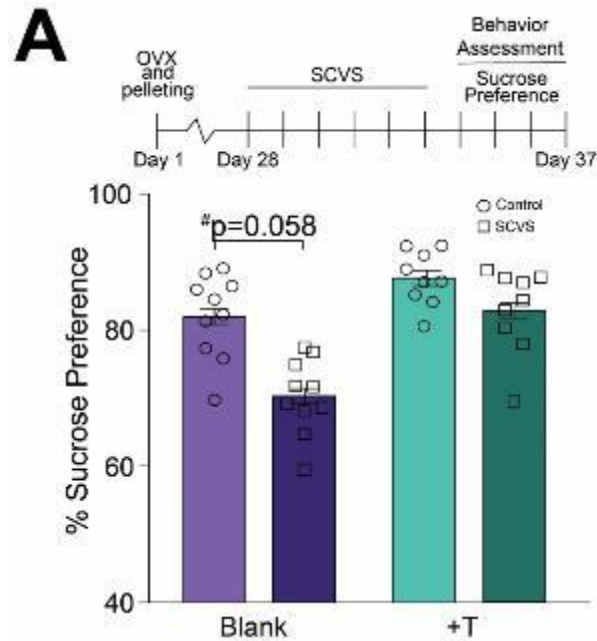 A
OVX
and
pelleting
SCVS
Behavior
Assessment
Sucrose
Preference
Day 1
Day 28
Day 37
% Sucrose Preference
100
80
60
40
#p=0.058
Control
SCVS
Blank
+T